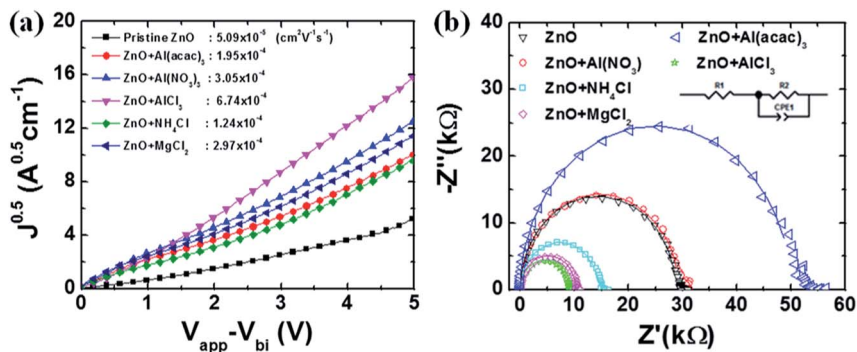 (a)
Pristine ZnO : 5.09x10⁻⁵ (cm²V⁻¹s⁻¹)
ZnO+Al(acac)₃ : 1.95x10⁻⁴
ZnO+Al(NO₃)₃ : 3.05x10⁻⁴
ZnO+AlCl₃ : 6.74x10⁻⁴
ZnO+NH₄Cl : 1.24x10⁻⁴
ZnO+MgCl₂ : 2.97x10⁻⁴
J^0.5 (A^0.5cm⁻¹)
20
16
12
8
4
0
0 1 2 3 4 5
V_app-V_bi (V)
(b)
ZnO
ZnO+Al(NO₃)
ZnO+NH₄Cl
ZnO+MgCl₂
ZnO+Al(acac)₃
ZnO+AlCl₃
R1 R2
CPE1
-Z''(kΩ)
-40
30
20
10
0
0 10 20 30 40 50 60
Z'(kΩ)